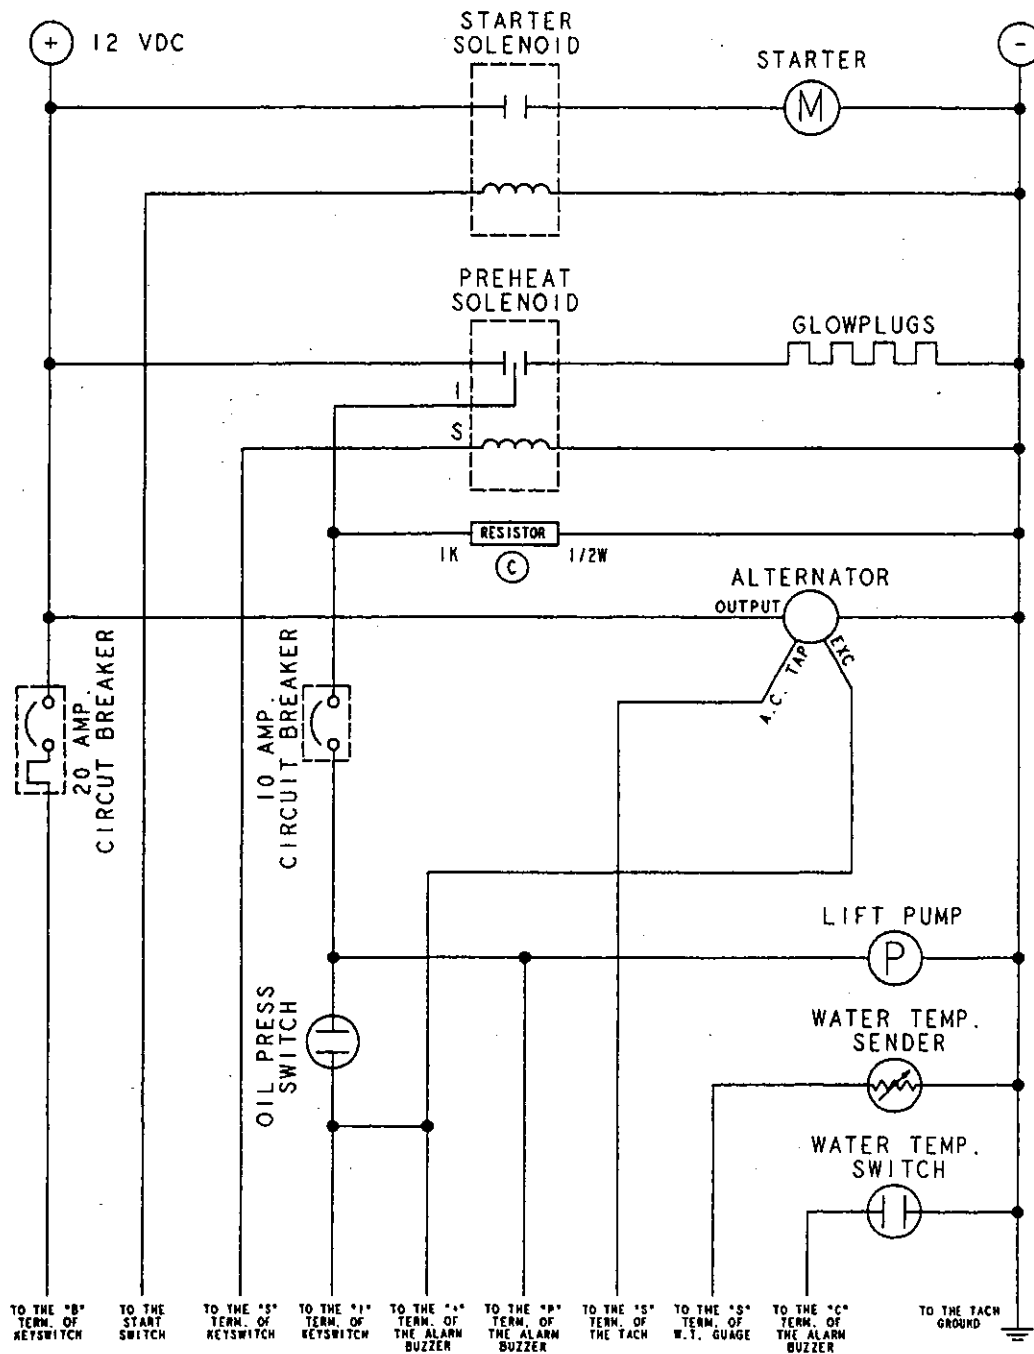 + 12 VDC
STARTER
SOLENOID
-
STARTER
M
PREHEAT
SOLENOID
GLOWPLUGS
I
S
RESISTOR
1K
1/2W
C
ALTERNATOR
OUTPUT
A.C. TAP
EXC
20 AMP
CIRCUT BREAKER
10 AMP.
CIRCUIT BREAKER
LIFT PUMP
P
OIL PRESS
SWITCH
WATER TEMP.
SENDER
WATER TEMP.
SWITCH
TO THE "B"
TERM. OF
KEYSWITCH
TO THE
START
SWITCH
TO THE "S"
TERM. OF
KEYSWITCH
TO THE "I"
TERM. OF
KEYSWITCH
TO THE "+"
TERM. OF
THE ALARM
BUZZER
TO THE "P"
TERM. OF
THE ALARM
BUZZER
TO THE "S"
TERM. OF
THE TACH
TO THE "S"
TERM. OF
W.T. GUAGE
TO THE "C"
TERM. OF
THE ALARM
BUZZER
TO THE TACH
GROUND